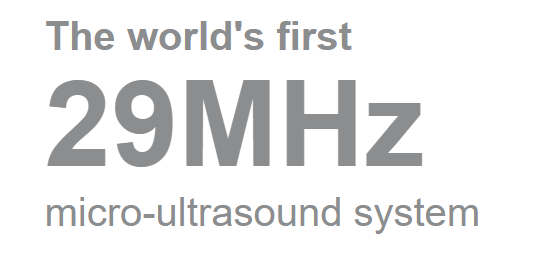 The world's first
29MHz
micro-ultrasound system